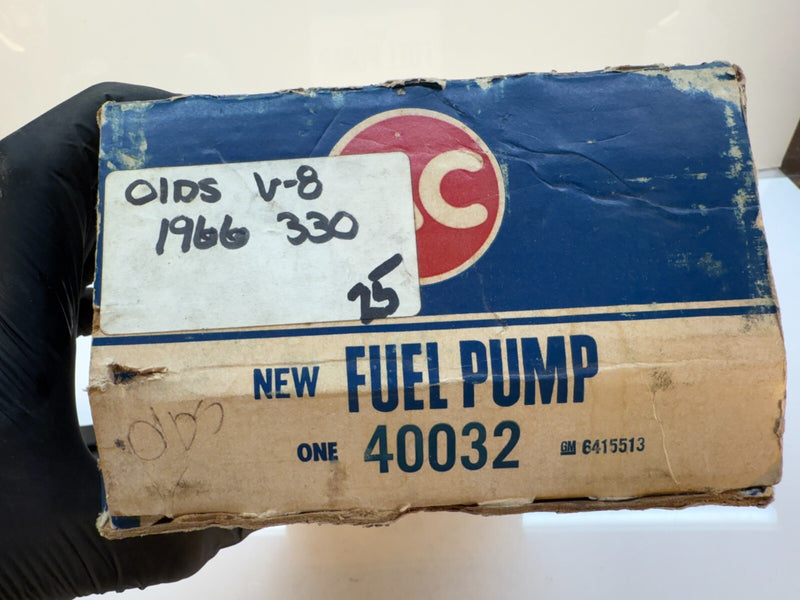 OlDS V-8
1966 330
25
C
NEW FUEL PUMP
ONE 40032 GM 6415513
Olds